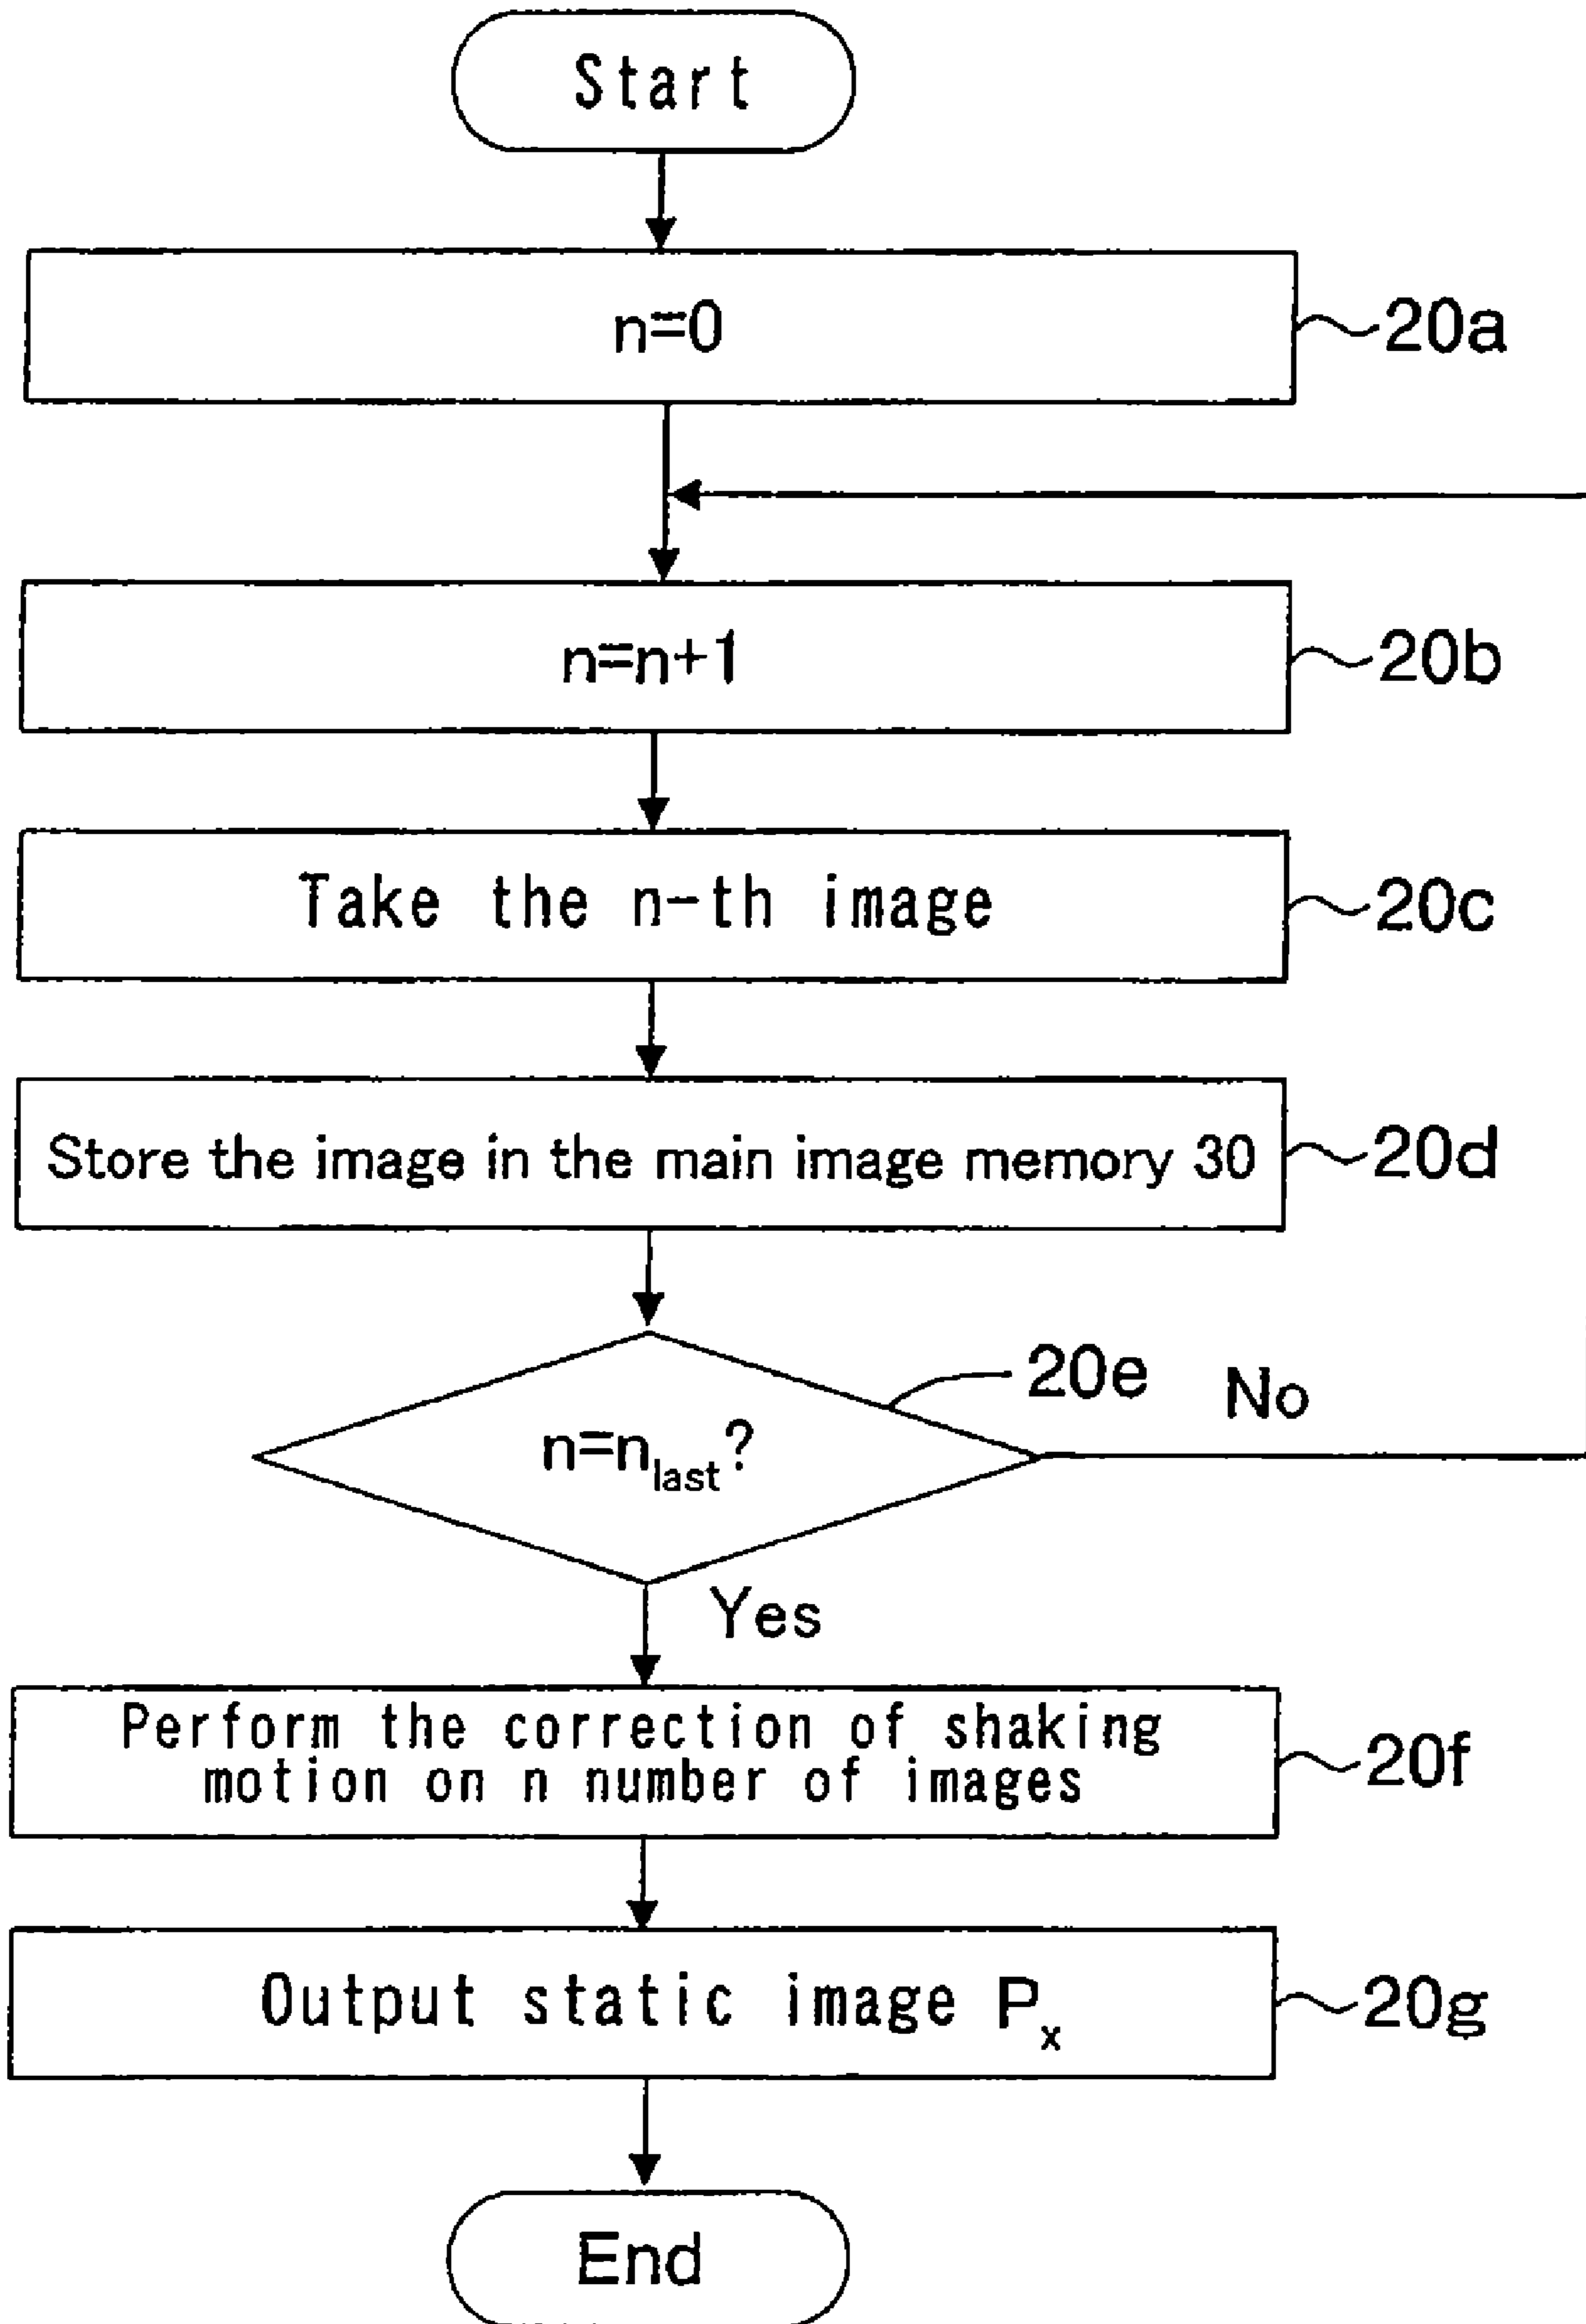 Start
n=0
20a
n=n+1
20b
Take the n-th image
20c
Store the image in the main image memory 30
20d
20e
No
n=n_last?
Yes
Perform the correction of shaking
motion on n number of images
20f
Output static image P_x
20g
End